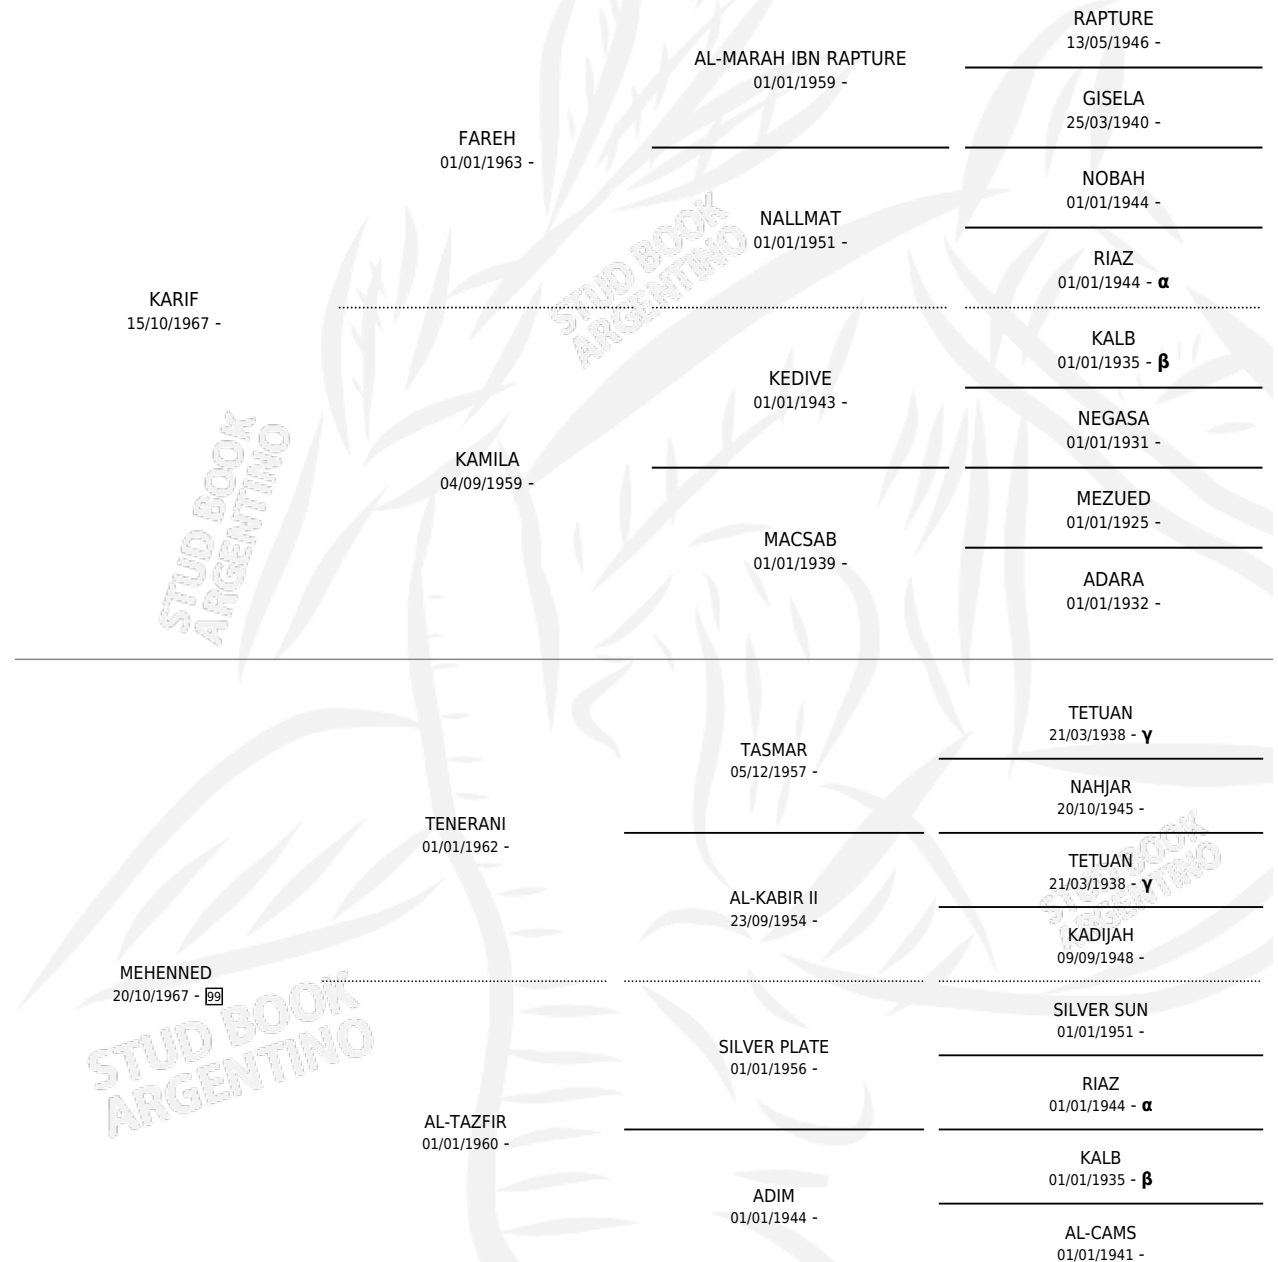 RAPTURE
13/05/1946 -
AL-MARAH IBN RAPTURE
01/01/1959 -
GISELA
25/03/1940 -
FAREH
01/01/1963 -
NOBAH
01/01/1944 -
NALLMAT
01/01/1951 -
RIAZ
01/01/1944 - α
KARIF
15/10/1967 -
KALB
01/01/1935 - β
KEDIVE
01/01/1943 -
NEGASA
01/01/1931 -
KAMILA
04/09/1959 -
MEZUED
01/01/1925 -
MACSAB
01/01/1939 -
ADARA
01/01/1932 -
STUD BOOK
ARGENTINO
STUD BOOK
ARGENTINO
TETUAN
21/03/1938 - γ
TASMAR
05/12/1957 -
NAHJAR
20/10/1945 -
TENERANI
01/01/1962 -
TETUAN
21/03/1938 - γ
AL-KABIR II
23/09/1954 -
KADIJAH
09/09/1948 -
MEHENNED
20/10/1967 - 99
SILVER SUN
01/01/1951 -
SILVER PLATE
01/01/1956 -
RIAZ
01/01/1944 - α
AL-TAZFIR
01/01/1960 -
KALB
01/01/1935 - β
ADIM
01/01/1944 -
AL-CAMS
01/01/1941 -
STUD BOOK
ARGENTINO
STUD BOOK
ARGENTINO